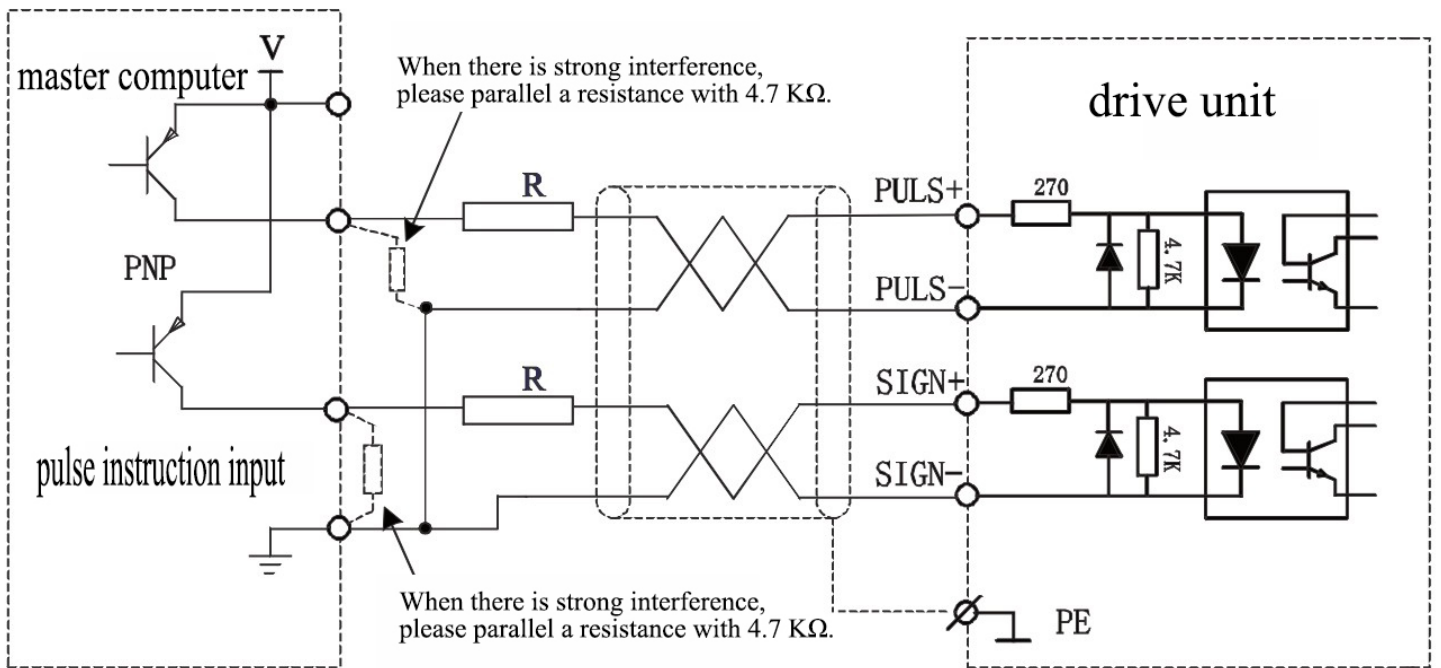 V
master computer
When there is strong interference,
please parallel a resistance with 4.7 KΩ.
drive unit
R
PULS+
270
4.7K
PNP
PULS-
R
SIGN+
270
4.7K
pulse instruction input
SIGN-
When there is strong interference,
please parallel a resistance with 4.7 KΩ.
PE